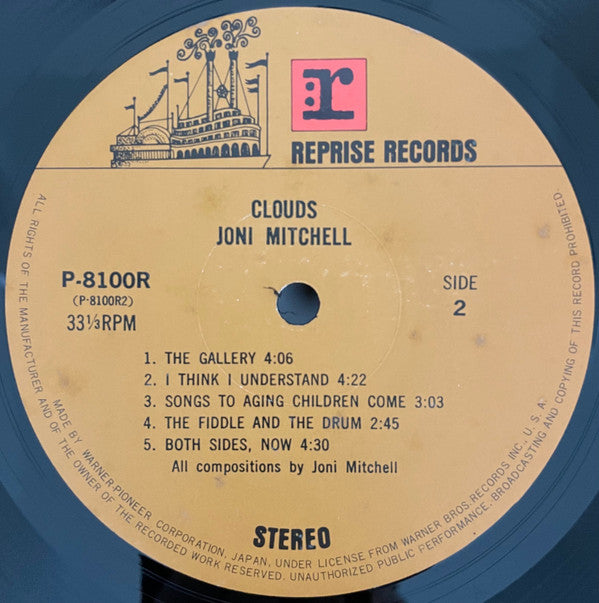 r
REPRISE RECORDS
CLOUDS
JONI MITCHELL
P-8100R
(P-8100R2)
33⅓RPM
SIDE
2
1. THE GALLERY 4:06
2. I THINK I UNDERSTAND 4:22
3. SONGS TO AGING CHILDREN COME 3:03
4. THE FIDDLE AND THE DRUM 2:45
5. BOTH SIDES, NOW 4:30
All compositions by Joni Mitchell
STEREO
MADE BY WARNER-PIONEER CORPORATION, JAPAN, UNDER LICENSE FROM WARNER BROS. RECORDS INC., U. S. A.
ALL RIGHTS OF THE MANUFACTURER AND OF THE OWNER OF THE RECORDED WORK RESERVED. UNAUTHORIZED PUBLIC PERFORMANCE, BROADCASTING AND COPYING OF THIS RECORD PROHIBITED.